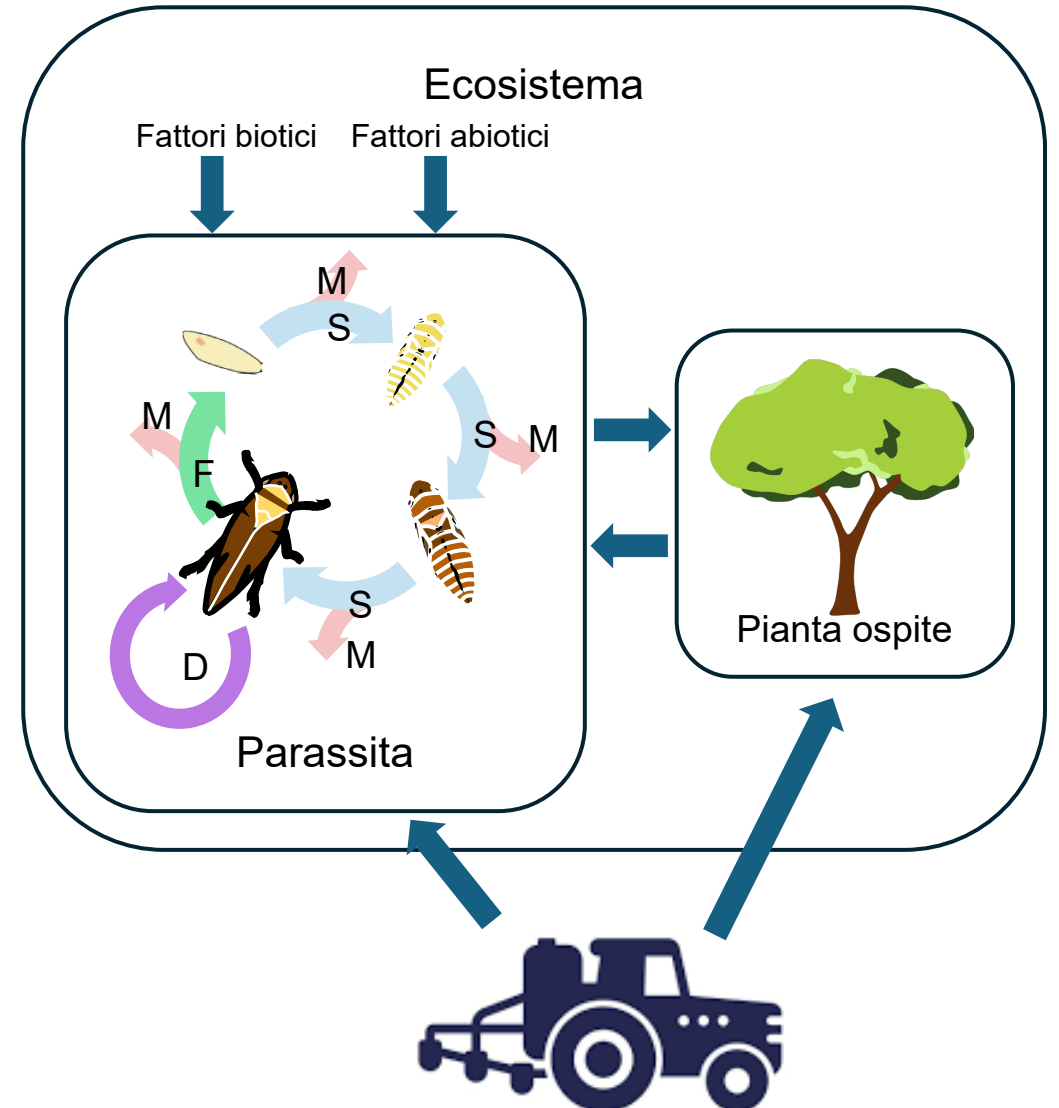 Ecosistema
Fattori biotici
Fattori abiotici
M
S
M
F
S
M
S
M
D
Parassita
Pianta ospite